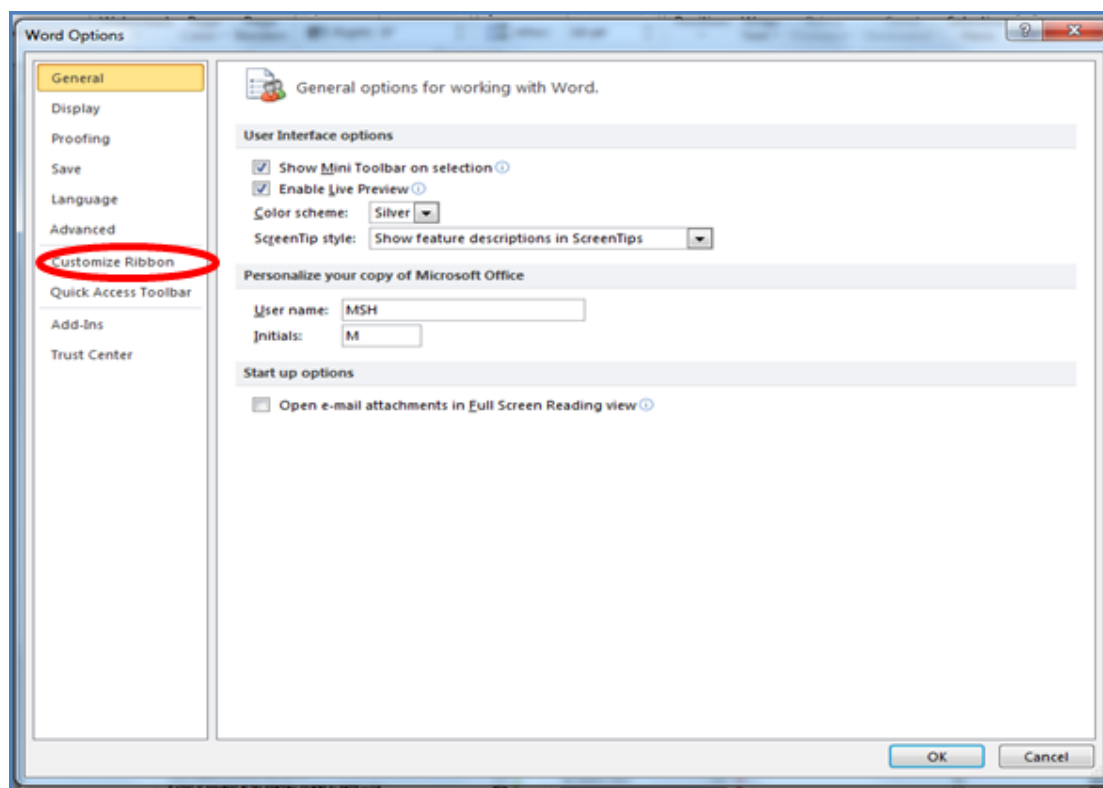 Word Options
General
Display
Proofing
Save
Language
Advanced
Customize Ribbon
Quick Access Toolbar
Add-Ins
Trust Center
General options for working with Word.
User Interface options
Show Mini Toolbar on selection
Enable Live Preview
Color scheme: Silver
ScreenTip style: Show feature descriptions in ScreenTips
Personalize your copy of Microsoft Office
User name: MSH
Initials: M
Start up options
Open e-mail attachments in Full Screen Reading view
OK Cancel